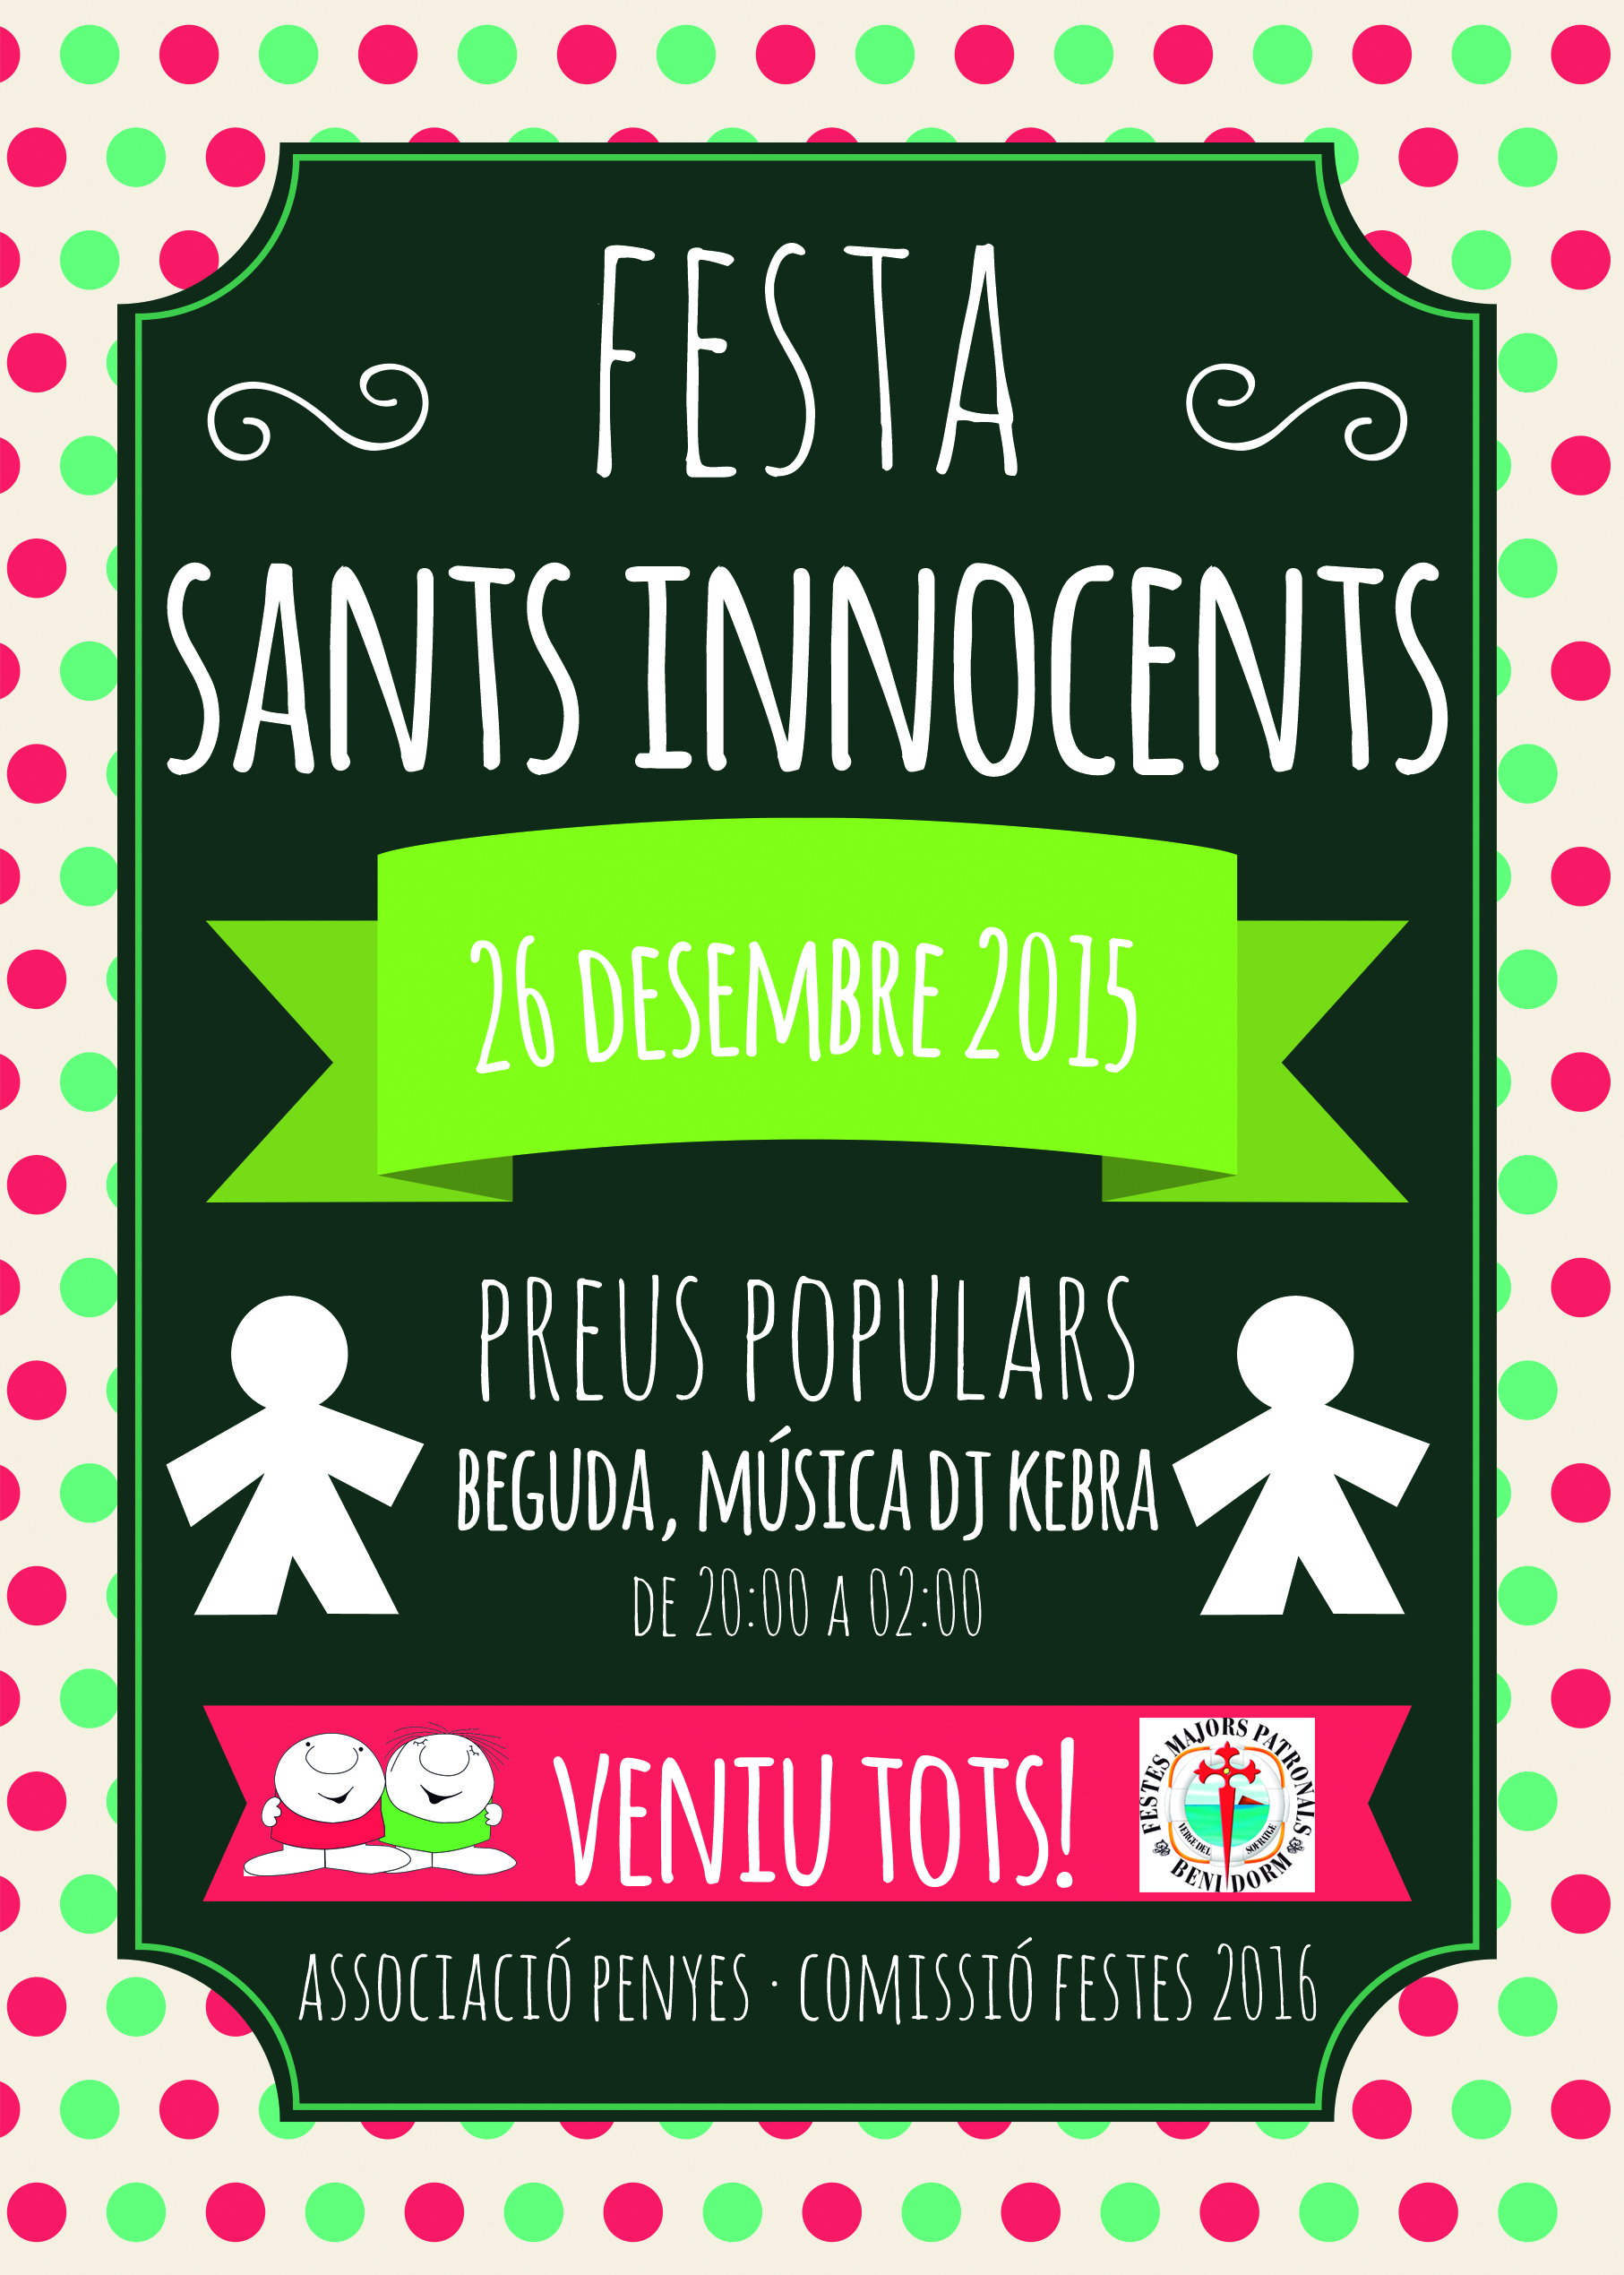 FESTA
SANTS INNOCENTS
26 DESEMBRE 2015
PREUS POPULARS
BEGUDA, MÚSICA DJ KEBRA
DE 20:00 A 02:00
VENIU TOTS!
FESTES MAJORS PATRONALS
VERGE DEL SOFRATGE
BENIDORM
ASSOCIACIÓ PENYES · COMISSIÓ FESTES 2016